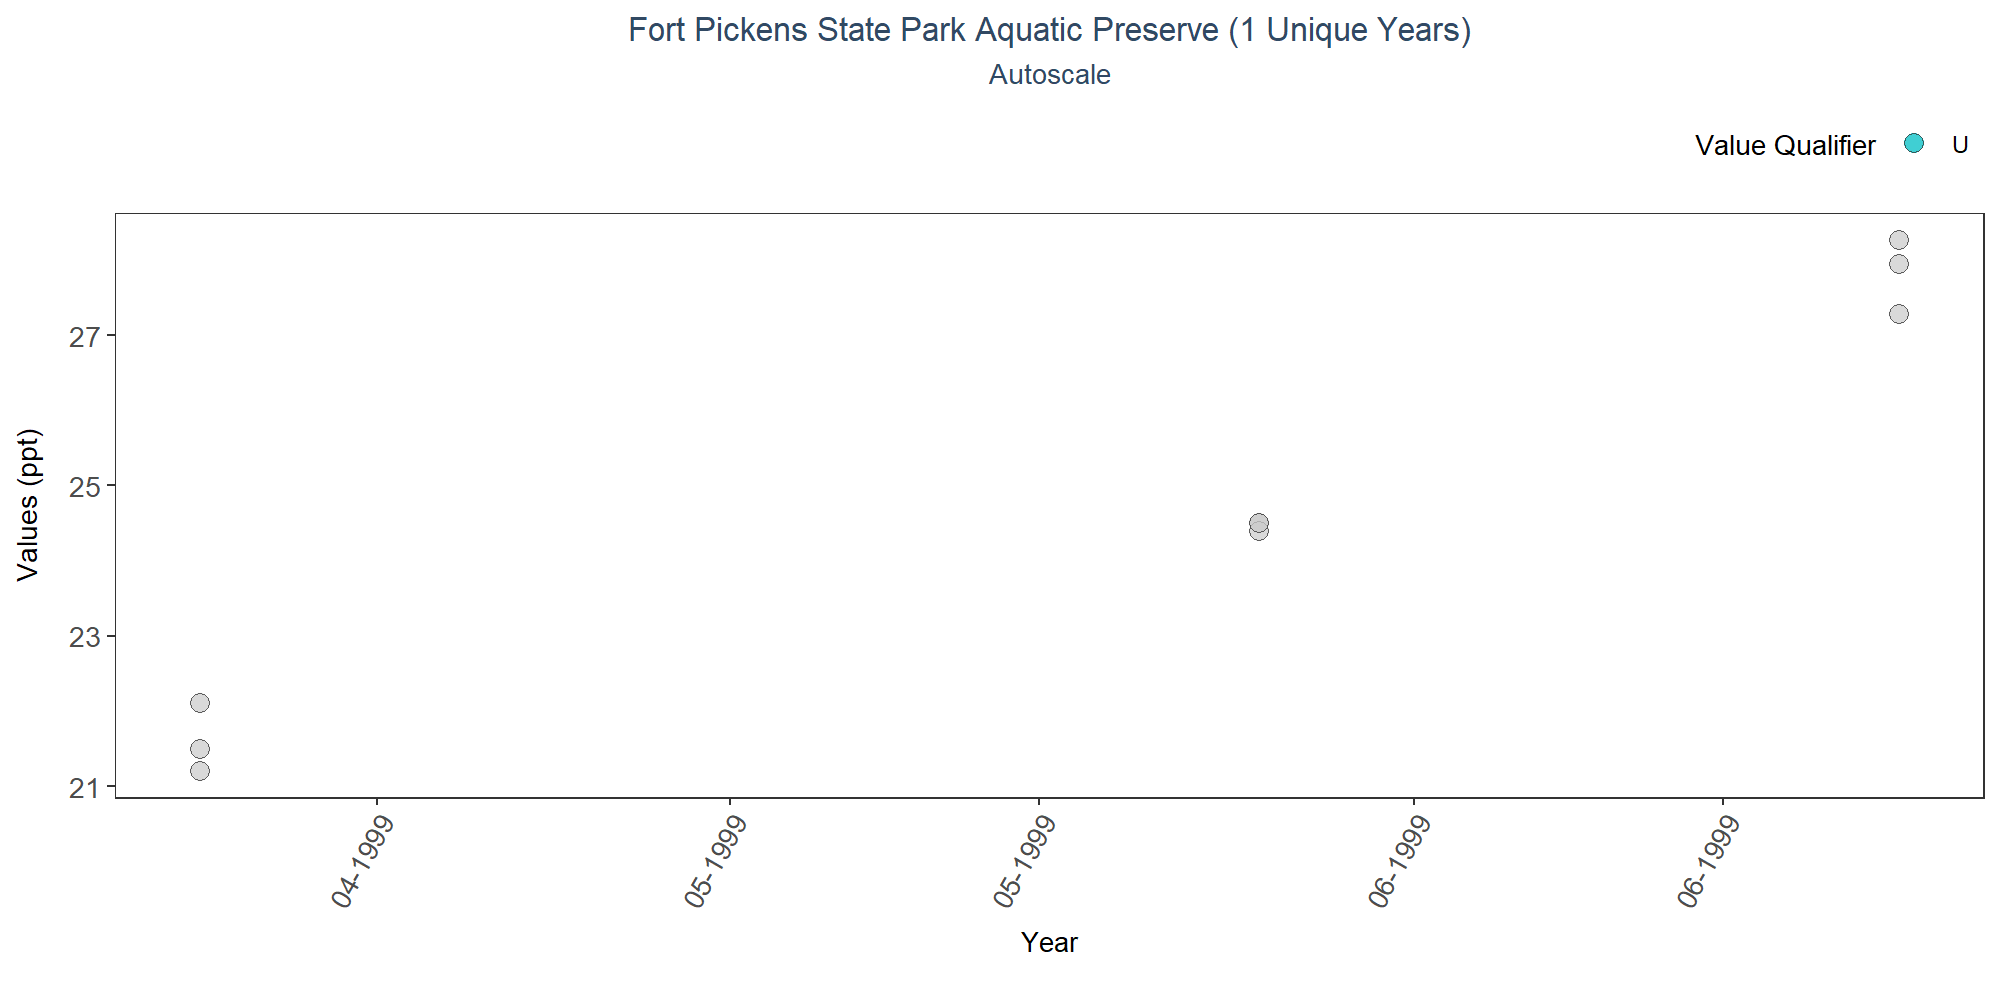 Fort Pickens State Park Aquatic Preserve (1 Unique Years)
Autoscale
Value Qualifier U
Values (ppt)
27
25
23
21
04-1999 05-1999 05-1999 06-1999 06-1999
Year